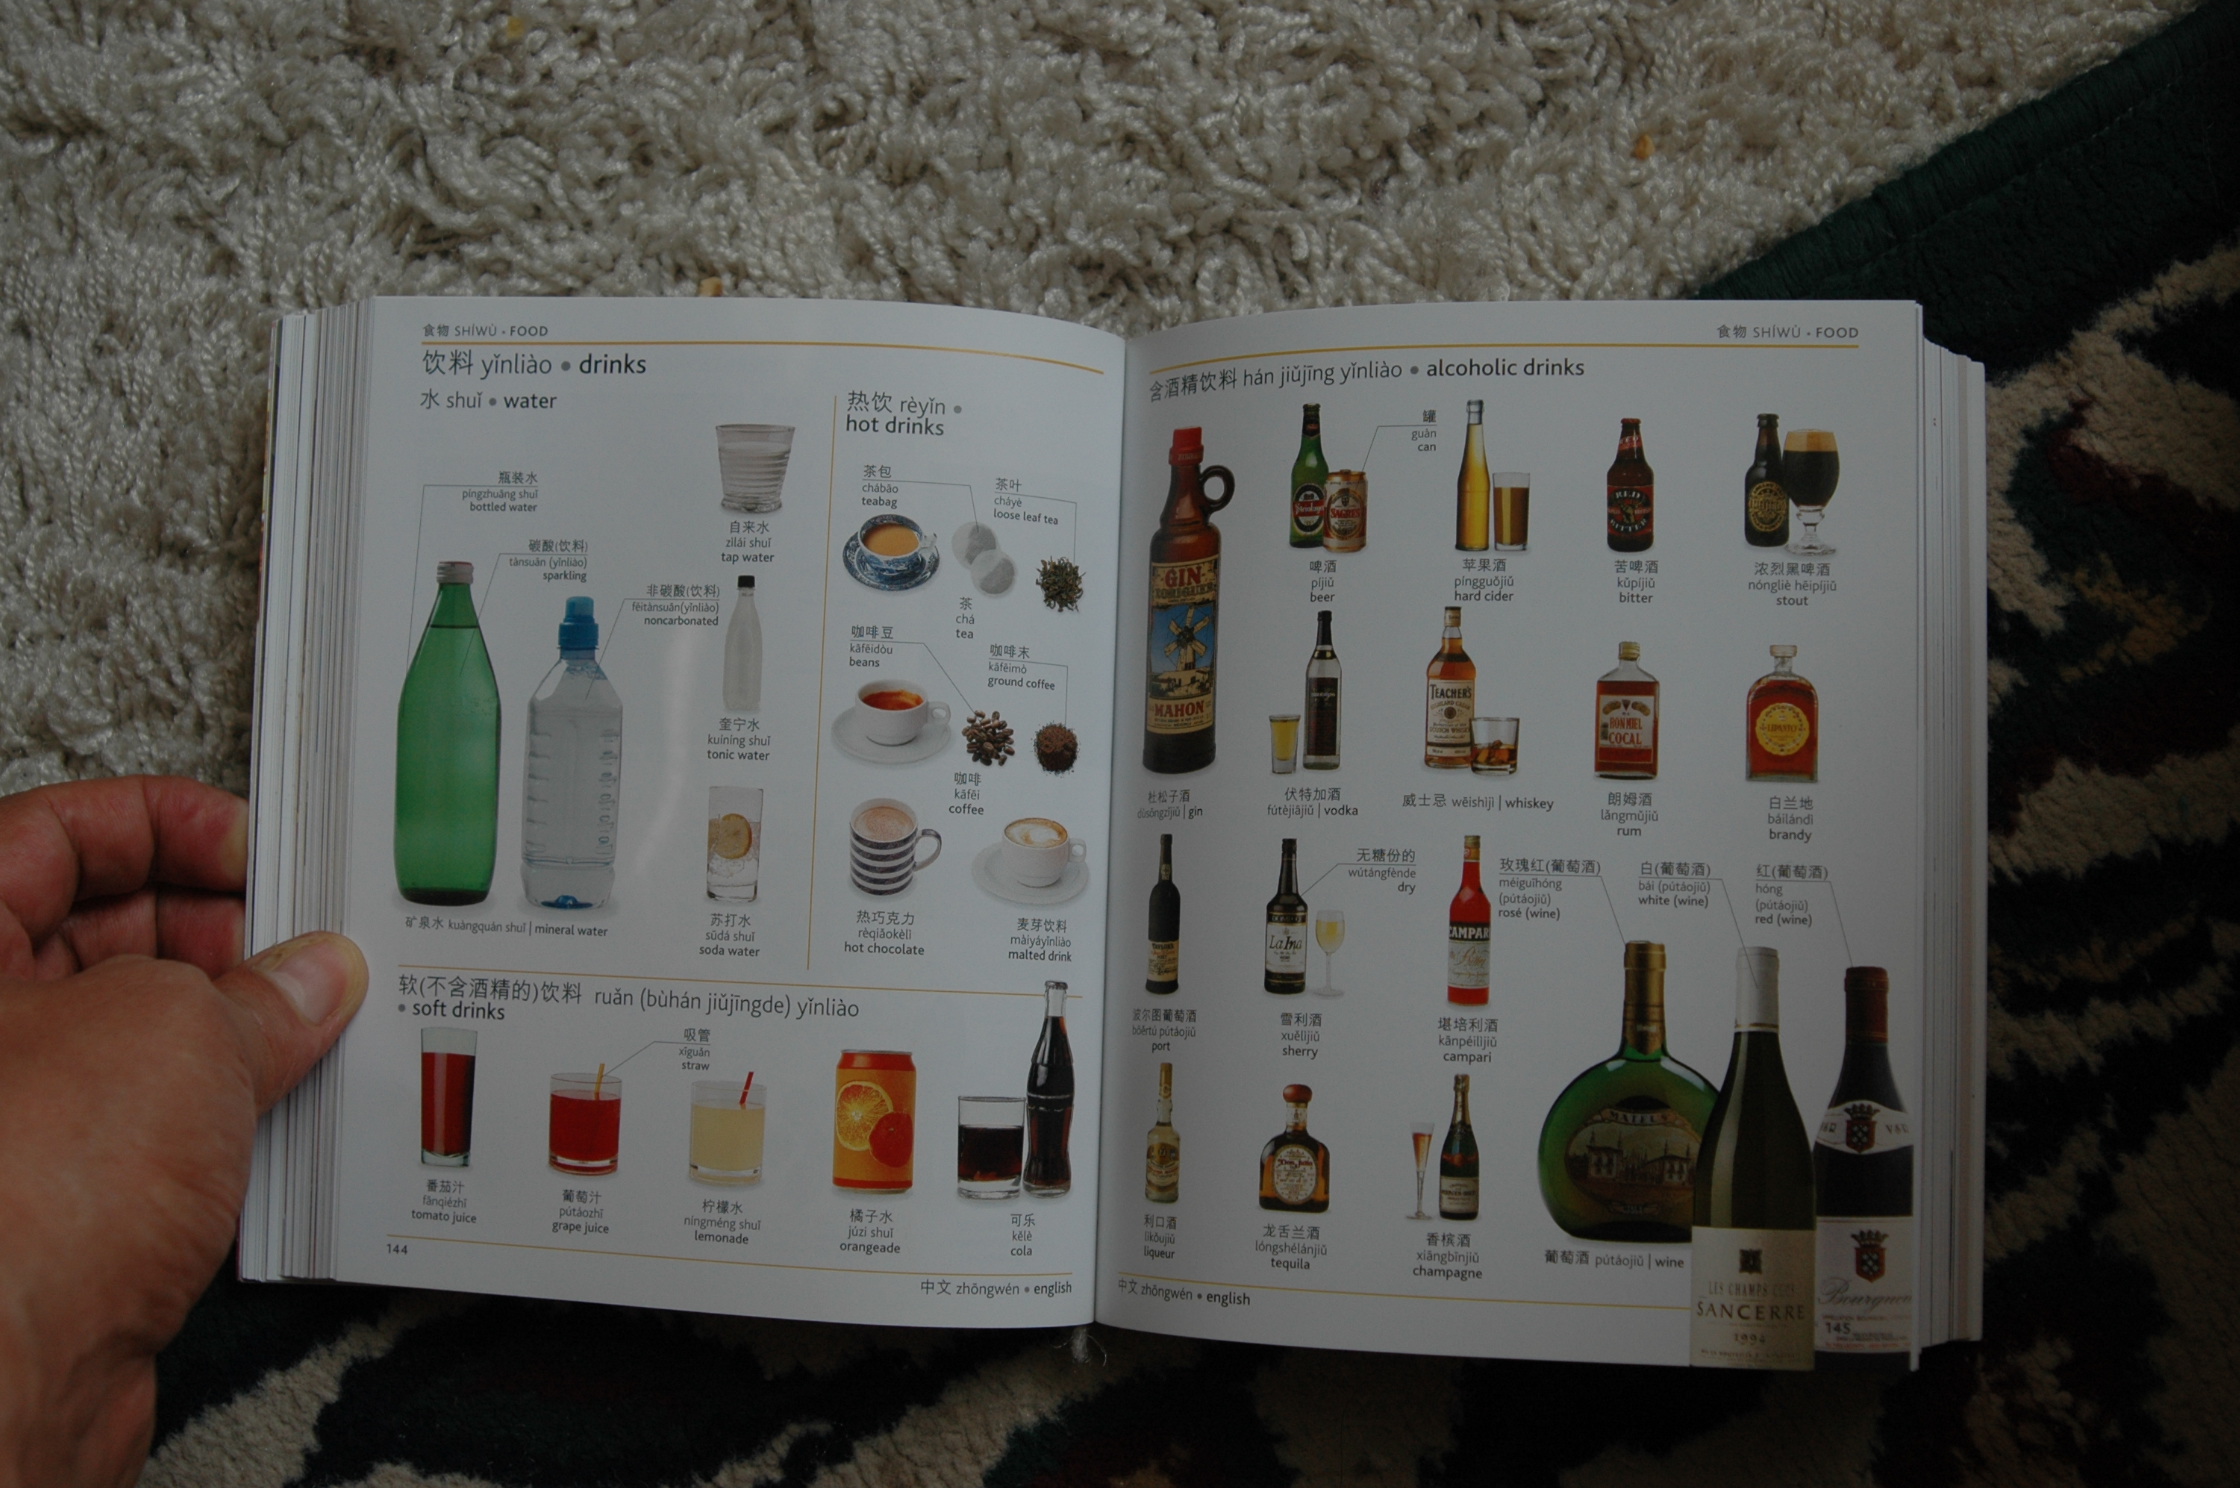 食物 SHÍWÙ • FOOD
饮料 yǐnliào • drinks
水 shuǐ • water
瓶装水
píngzhuāng shuǐ
bottled water
碳酸(饮料)
tànsuān (yǐnliào)
sparkling
非碳酸(饮料)
fēitànsuān(yǐnliào)
noncarbonated
矿泉水 kuàngquán shuǐ | mineral water
自来水
zìlái shuǐ
tap water
奎宁水
kuíníng shuǐ
tonic water
苏打水
sūdá shuǐ
soda water
热饮 rèyǐn •
hot drinks
茶包
chábāo
teabag
茶叶
cháyè
loose leaf tea
茶
chá
tea
咖啡豆
kāfēidòu
beans
咖啡末
kāfēimò
ground coffee
咖啡
kāfēi
coffee
热巧克力
rèqiǎokèlì
hot chocolate
麦芽饮料
màiyáyǐnliào
malted drink
软(不含酒精的)饮料 ruǎn (bùhán jiǔjīngde) yǐnliào
• soft drinks
番茄汁
fānqiézhī
tomato juice
葡萄汁
pútáozhī
grape juice
吸管
xīguǎn
straw
柠檬水
níngméng shuǐ
lemonade
橘子水
júzi shuǐ
orangeade
可乐
kělè
cola
144
中文 zhōngwén • english
食物 SHÍWÙ • FOOD
含酒精饮料 hán jiǔjīng yǐnliào • alcoholic drinks
GIN
MAHON
杜松子酒
dùsōngzǐjiǔ | gin
啤酒
píjiǔ
beer
罐
guàn
can
苹果酒
píngguǒjiǔ
hard cider
苦啤酒
kǔpíjiǔ
bitter
浓烈黑啤酒
nóngliè hēipíjiǔ
stout
伏特加酒
fútèjiājiǔ | vodka
TEACHER'S
威士忌 wēishìjì | whiskey
RONMIEL
COCAL
朗姆酒
lǎngmǔjiǔ
rum
白兰地
báilándì
brandy
波尔图葡萄酒
bō'ěrtú pútáojiǔ
port
无糖份的
wútángfènde
dry
La Ina
雪利酒
xuělìjiǔ
sherry
CAMPARI
堪培利酒
kānpéilìjiǔ
campari
利口酒
lìkǒujiǔ
liqueur
龙舌兰酒
lóngshélánjiǔ
tequila
香槟酒
xiāngbīnjiǔ
champagne
玫瑰红(葡萄酒)
méiguīhóng
(pútáojiǔ)
rosé (wine)
白(葡萄酒)
bái (pútáojiǔ)
white (wine)
红(葡萄酒)
hóng
(pútáojiǔ)
red (wine)
LES CHAMPS
SANCERRE
1994
葡萄酒 pútáojiǔ | wine
中文 zhōngwén • english
145